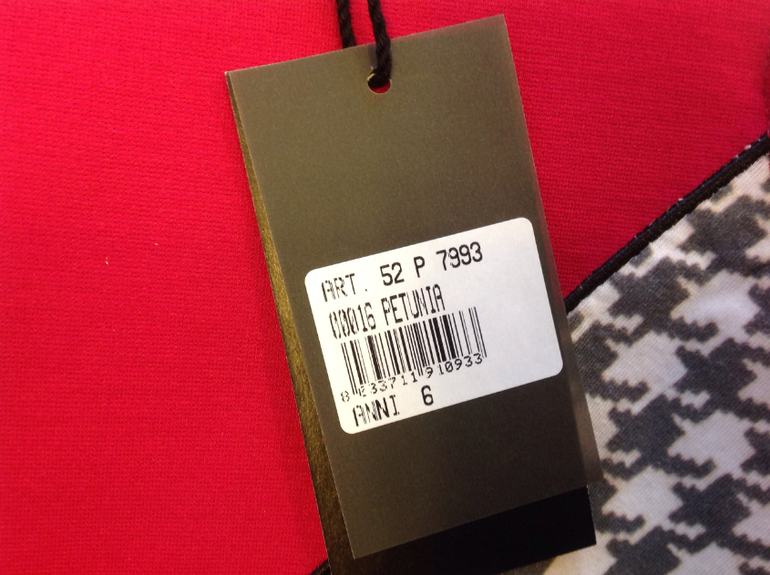 ART. 52 P 7993
00016 PETUNIA
8 033711 910933
ANNI 6